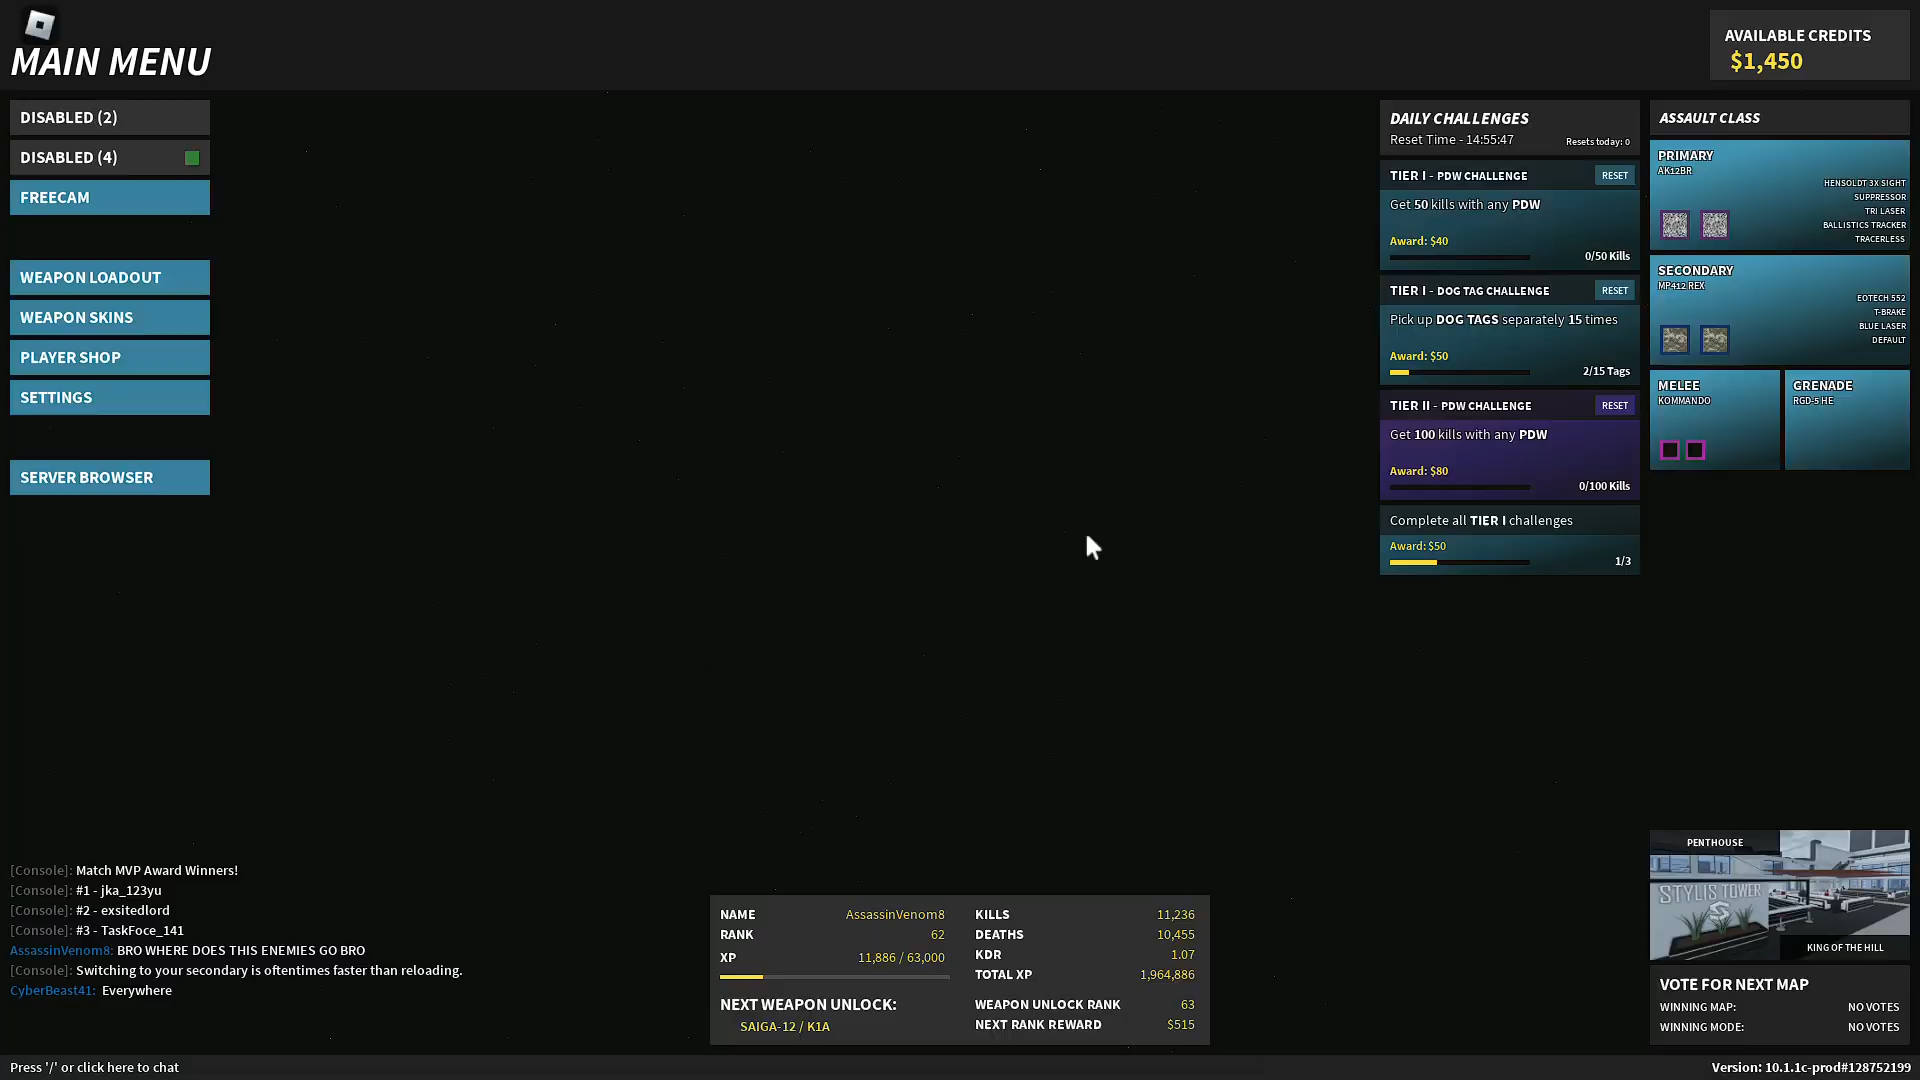 MAIN MENU
AVAILABLE CREDITS
$1,450
DISABLED (2)
DISABLED (4)
FREECAM
WEAPON LOADOUT
WEAPON SKINS
PLAYER SHOP
SETTINGS
SERVER BROWSER
DAILY CHALLENGES
Reset Time - 14:55:47
Resets today: 0
TIER I - PDW CHALLENGE
RESET
Get 50 kills with any PDW
Award: $40
0/50 Kills
TIER I - DOG TAG CHALLENGE
RESET
Pick up DOG TAGS separately 15 times
Award: $50
2/15 Tags
TIER II - PDW CHALLENGE
RESET
Get 100 kills with any PDW
Award: $80
0/100 Kills
Complete all TIER I challenges
Award: $50
1/3
ASSAULT CLASS
PRIMARY
AK12BR
HENSOLDT 3X SIGHT
SUPPRESSOR
TRI LASER
BALLISTICS TRACKER
TRACERLESS
SECONDARY
MP412 REX
EOTECH 552
T-BRAKE
BLUE LASER
DEFAULT
MELEE
KOMMANDO
GRENADE
RGD-5 HE
[Console]: Match MVP Award Winners!
[Console]: #1 - jka_123yu
[Console]: #2 - exsitedlord
[Console]: #3 - TaskFoce_141
AssassinVenom8: BRO WHERE DOES THIS ENEMIES GO BRO
[Console]: Switching to your secondary is oftentimes faster than reloading.
CyberBeast41: Everywhere
NAME AssassinVenom8
RANK 62
XP 11,886 / 63,000
NEXT WEAPON UNLOCK:
SAIGA-12 / K1A
KILLS 11,236
DEATHS 10,455
KDR 1.07
TOTAL XP 1,964,886
WEAPON UNLOCK RANK 63
NEXT RANK REWARD $515
PENTHOUSE
STYLIS TOWER
KING OF THE HILL
VOTE FOR NEXT MAP
WINNING MAP: NO VOTES
WINNING MODE: NO VOTES
Press '/' or click here to chat
Version: 10.1.1c-prod#128752199